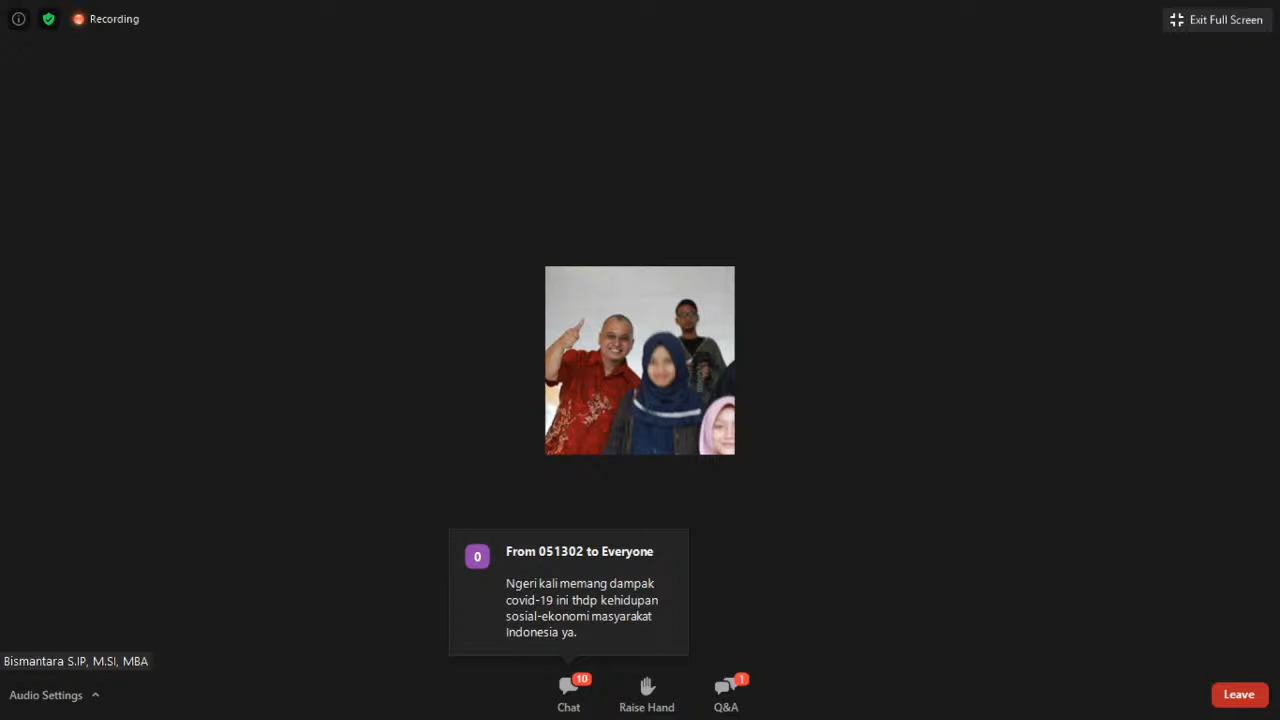 Recording
Exit Full Screen
0
From 051302 to Everyone
Ngeri kali memang dampak
covid-19 ini thdp kehidupan
sosial-ekonomi masyarakat
Indonesia ya.
Bismantara S.IP, M.SI, MBA
Audio Settings
10
Chat
Raise Hand
1
Q&A
Leave